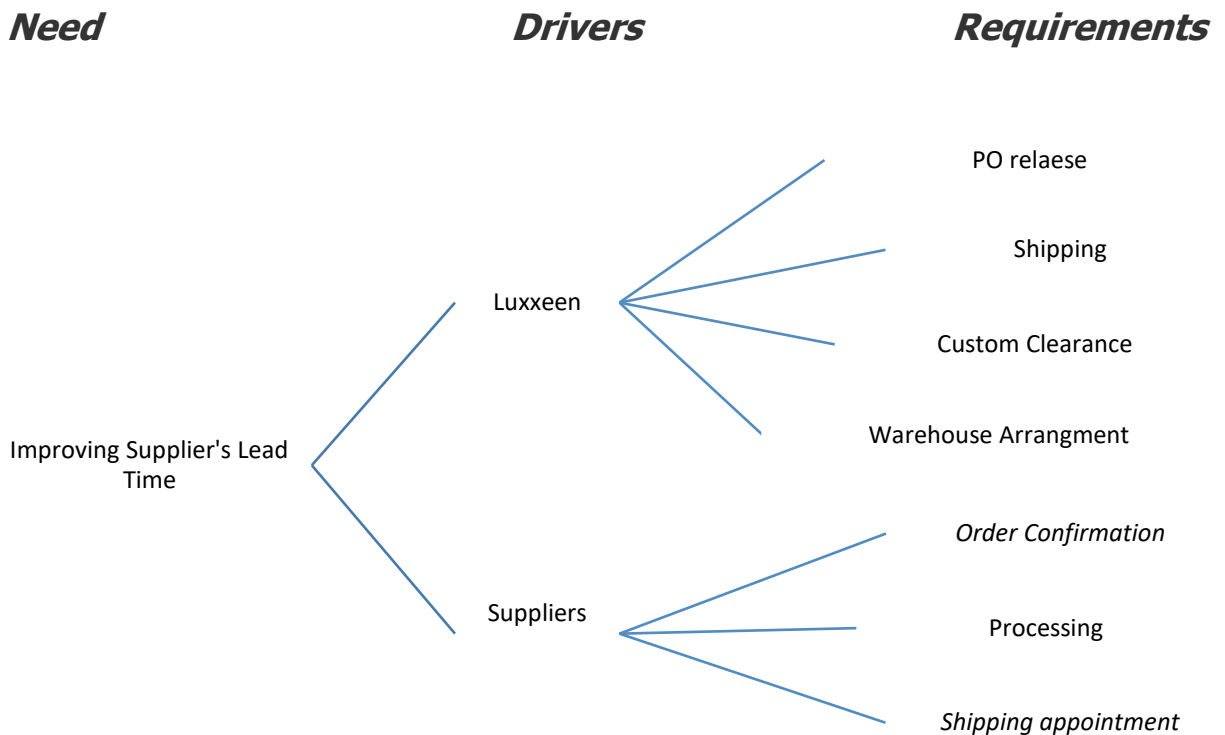 Need
Drivers
Requirements
PO relaese
Shipping
Luxxeen
Custom Clearance
Warehouse Arrangment
Improving Supplier's Lead
Time
Order Confirmation
Suppliers
Processing
Shipping appointment